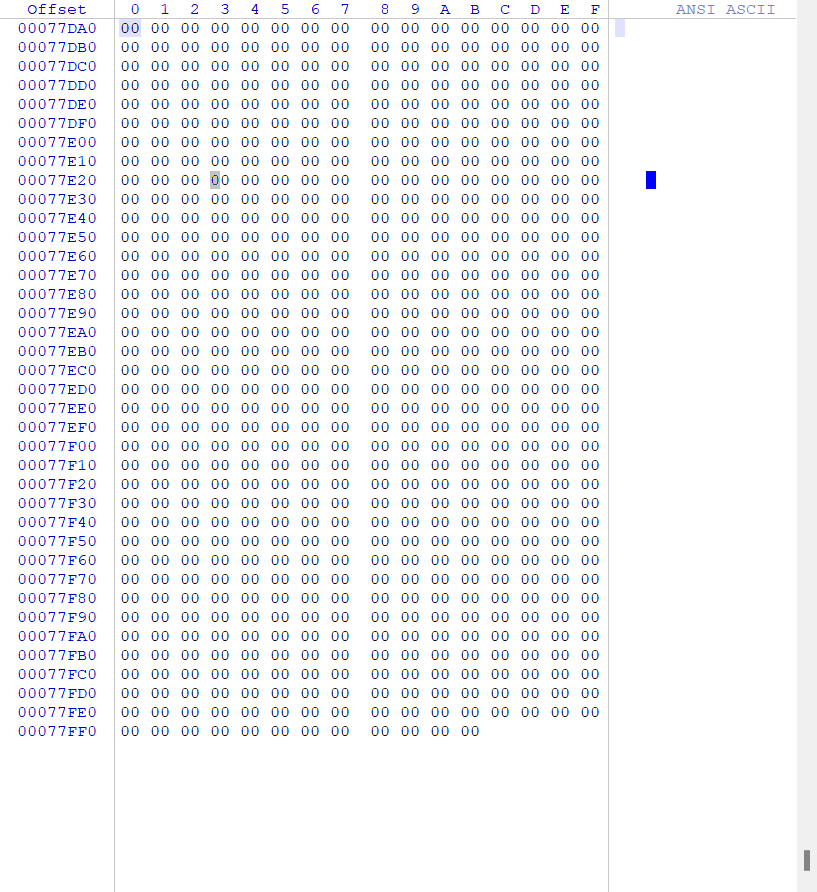 Offset 0 1 2 3 4 5 6 7 8 9 A B C D E F ANSI ASCII
00077DA0 00 00 00 00 00 00 00 00 00 00 00 00 00 00 00 00
00077DB0 00 00 00 00 00 00 00 00 00 00 00 00 00 00 00 00
00077DC0 00 00 00 00 00 00 00 00 00 00 00 00 00 00 00 00
00077DD0 00 00 00 00 00 00 00 00 00 00 00 00 00 00 00 00
00077DE0 00 00 00 00 00 00 00 00 00 00 00 00 00 00 00 00
00077DF0 00 00 00 00 00 00 00 00 00 00 00 00 00 00 00 00
00077E00 00 00 00 00 00 00 00 00 00 00 00 00 00 00 00 00
00077E10 00 00 00 00 00 00 00 00 00 00 00 00 00 00 00 00
00077E20 00 00 00 00 00 00 00 00 00 00 00 00 00 00 00 00
00077E30 00 00 00 00 00 00 00 00 00 00 00 00 00 00 00 00
00077E40 00 00 00 00 00 00 00 00 00 00 00 00 00 00 00 00
00077E50 00 00 00 00 00 00 00 00 00 00 00 00 00 00 00 00
00077E60 00 00 00 00 00 00 00 00 00 00 00 00 00 00 00 00
00077E70 00 00 00 00 00 00 00 00 00 00 00 00 00 00 00 00
00077E80 00 00 00 00 00 00 00 00 00 00 00 00 00 00 00 00
00077E90 00 00 00 00 00 00 00 00 00 00 00 00 00 00 00 00
00077EA0 00 00 00 00 00 00 00 00 00 00 00 00 00 00 00 00
00077EB0 00 00 00 00 00 00 00 00 00 00 00 00 00 00 00 00
00077EC0 00 00 00 00 00 00 00 00 00 00 00 00 00 00 00 00
00077ED0 00 00 00 00 00 00 00 00 00 00 00 00 00 00 00 00
00077EE0 00 00 00 00 00 00 00 00 00 00 00 00 00 00 00 00
00077EF0 00 00 00 00 00 00 00 00 00 00 00 00 00 00 00 00
00077F00 00 00 00 00 00 00 00 00 00 00 00 00 00 00 00 00
00077F10 00 00 00 00 00 00 00 00 00 00 00 00 00 00 00 00
00077F20 00 00 00 00 00 00 00 00 00 00 00 00 00 00 00 00
00077F30 00 00 00 00 00 00 00 00 00 00 00 00 00 00 00 00
00077F40 00 00 00 00 00 00 00 00 00 00 00 00 00 00 00 00
00077F50 00 00 00 00 00 00 00 00 00 00 00 00 00 00 00 00
00077F60 00 00 00 00 00 00 00 00 00 00 00 00 00 00 00 00
00077F70 00 00 00 00 00 00 00 00 00 00 00 00 00 00 00 00
00077F80 00 00 00 00 00 00 00 00 00 00 00 00 00 00 00 00
00077F90 00 00 00 00 00 00 00 00 00 00 00 00 00 00 00 00
00077FA0 00 00 00 00 00 00 00 00 00 00 00 00 00 00 00 00
00077FB0 00 00 00 00 00 00 00 00 00 00 00 00 00 00 00 00
00077FC0 00 00 00 00 00 00 00 00 00 00 00 00 00 00 00 00
00077FD0 00 00 00 00 00 00 00 00 00 00 00 00 00 00 00 00
00077FE0 00 00 00 00 00 00 00 00 00 00 00 00 00 00 00 00
00077FF0 00 00 00 00 00 00 00 00 00 00 00 00